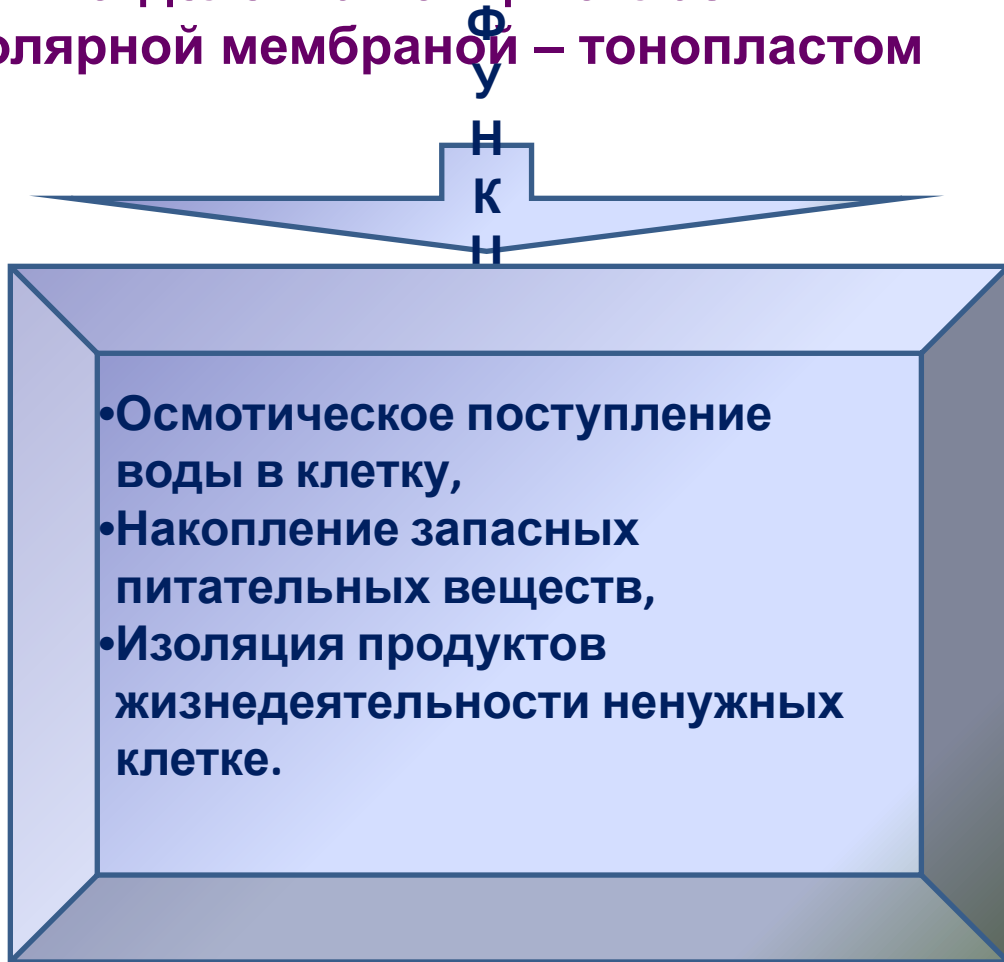 олярной мембраной – тонопластом
Ф
У
Н
К
•Осмотическое поступление
воды в клетку,
•Накопление запасных
питательных веществ,
•Изоляция продуктов
жизнедеятельности ненужных
клетке.